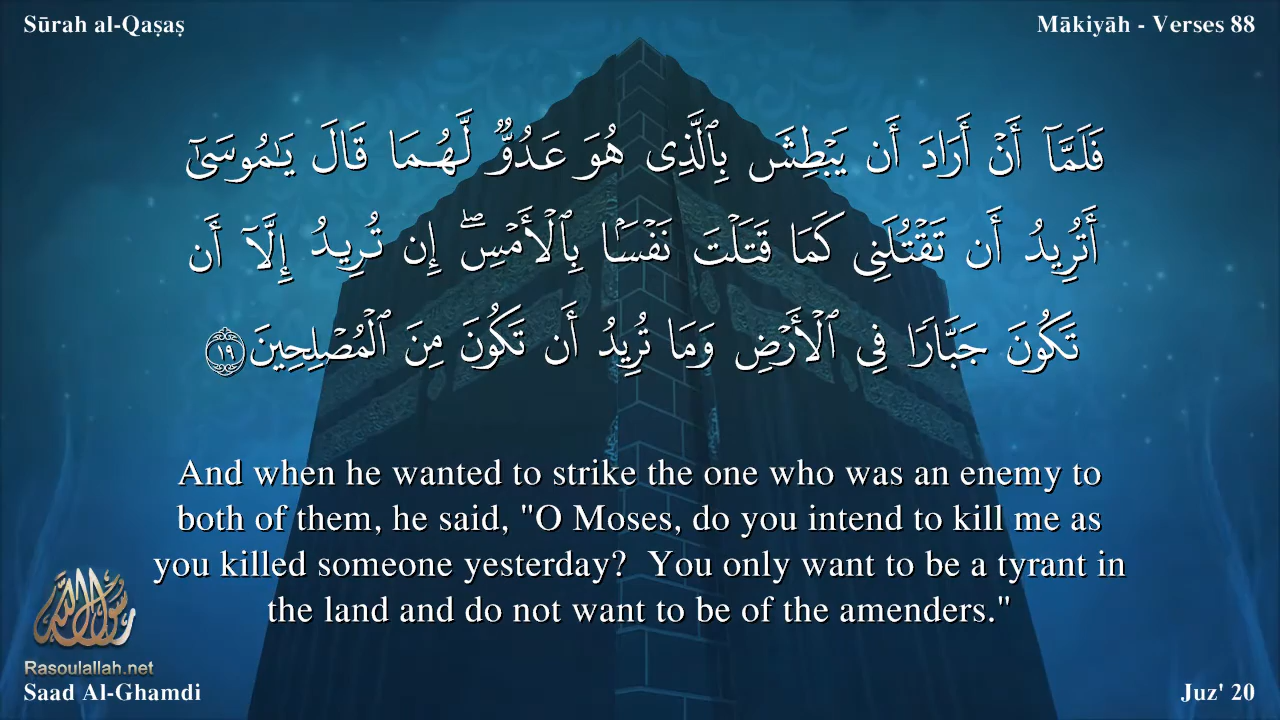 Sūrah al-Qaṣaṣ
Mākiyāh - Verses 88
فَلَمَّآ أَنْ أَرَادَ أَن يَبْطِشَ بِٱلَّذِى هُوَ عَدُوٌّ لَّهُمَا قَالَ يَـٰمُوسَىٰٓ
أَتُرِيدُ أَن تَقْتُلَنِى كَمَا قَتَلْتَ نَفْسًۢا بِٱلْأَمْسِ ۖ إِن تُرِيدُ إِلَّآ أَن
تَكُونَ جَبَّارًا فِى ٱلْأَرْضِ وَمَا تُرِيدُ أَن تَكُونَ مِنَ ٱلْمُصْلِحِينَ ١٩
And when he wanted to strike the one who was an enemy to
both of them, he said, "O Moses, do you intend to kill me as
you killed someone yesterday?  You only want to be a tyrant in
the land and do not want to be of the amenders."
رسول الله
Rasoulallah.net
Saad Al-Ghamdi
Juz' 20